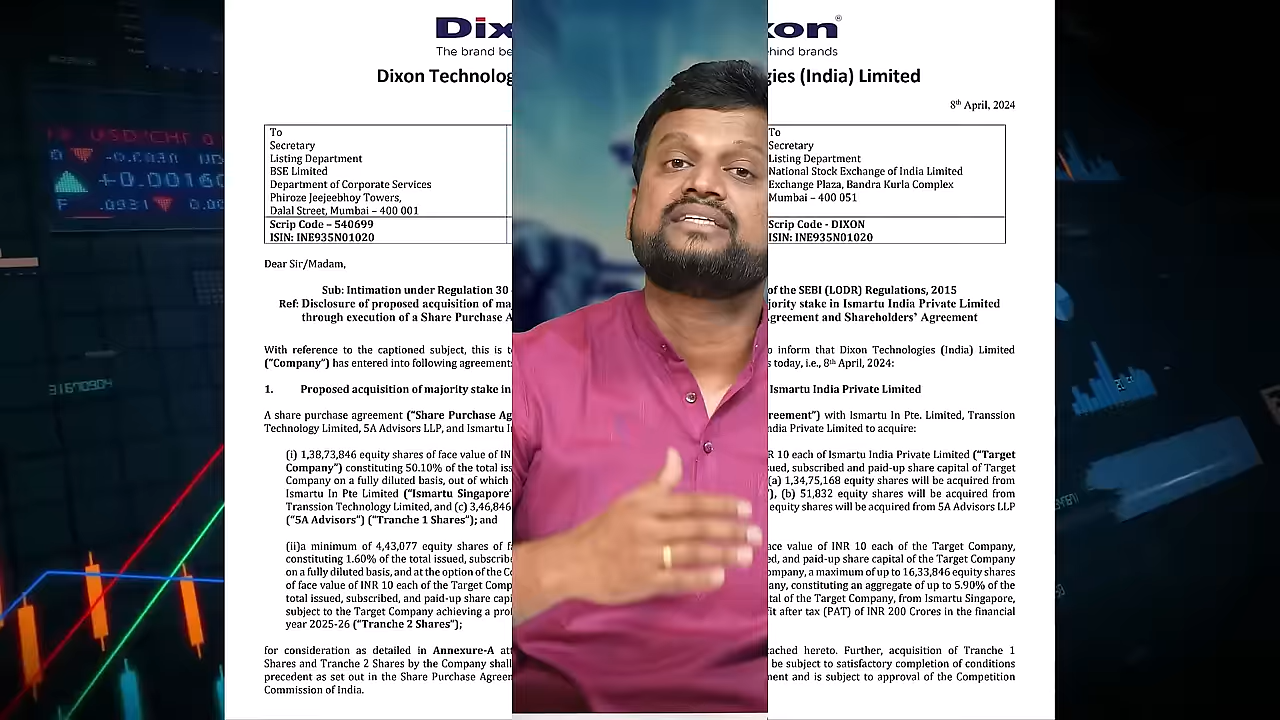 Dix kon®
The brand be hind brands
Dixon Technolog gies (India) Limited
8th April, 2024
To
Secretary
Listing Department
BSE Limited
Department of Corporate Services
Phiroze Jeejeebhoy Towers,
Dalal Street, Mumbai – 400 001
Scrip Code – 540699
ISIN: INE935N01020
To
Secretary
Listing Department
National Stock Exchange of India Limited
Exchange Plaza, Bandra Kurla Complex
Mumbai – 400 051
Scrip Code - DIXON
ISIN: INE935N01020
Dear Sir/Madam,
Sub: Intimation under Regulation 30 of the SEBI (LODR) Regulations, 2015
Ref: Disclosure of proposed acquisition of ma jority stake in Ismartu India Private Limited
through execution of a Share Purchase A greement and Shareholders' Agreement
With reference to the captioned subject, this is t o inform that Dixon Technologies (India) Limited
("Company") has entered into following agreement s today, i.e., 8th April, 2024:
1. Proposed acquisition of majority stake in Ismartu India Private Limited
A share purchase agreement ("Share Purchase Ag reement") with Ismartu In Pte. Limited, Transsion
Technology Limited, 5A Advisors LLP, and Ismartu I ndia Private Limited to acquire:
(i) 1,38,73,846 equity shares of face value of IN R 10 each of Ismartu India Private Limited ("Target
Company") constituting 50.10% of the total iss ued, subscribed and paid-up share capital of Target
Company on a fully diluted basis, out of which (a) 1,34,75,168 equity shares will be acquired from
Ismartu In Pte Limited ("Ismartu Singapore" ), (b) 51,832 equity shares will be acquired from
Transsion Technology Limited, and (c) 3,46,846 equity shares will be acquired from 5A Advisors LLP
("5A Advisors") ("Tranche 1 Shares"); and
(ii)a minimum of 4,43,077 equity shares of f ace value of INR 10 each of the Target Company,
constituting 1.60% of the total issued, subscribe d, and paid-up share capital of the Target Company
on a fully diluted basis, and at the option of the C ompany, a maximum of up to 16,33,846 equity shares
of face value of INR 10 each of the Target Comp any, constituting an aggregate of up to 5.90% of the
total issued, subscribed, and paid-up share capi tal of the Target Company, from Ismartu Singapore,
subject to the Target Company achieving a prof it after tax (PAT) of INR 200 Crores in the financial
year 2025-26 ("Tranche 2 Shares");
for consideration as detailed in Annexure-A att tached hereto. Further, acquisition of Tranche 1
Shares and Tranche 2 Shares by the Company shall be subject to satisfactory completion of conditions
precedent as set out in the Share Purchase Agreem ent and is subject to approval of the Competition
Commission of India.
USD/CHF
-0.0030
+0.00160
F .0931 0.00